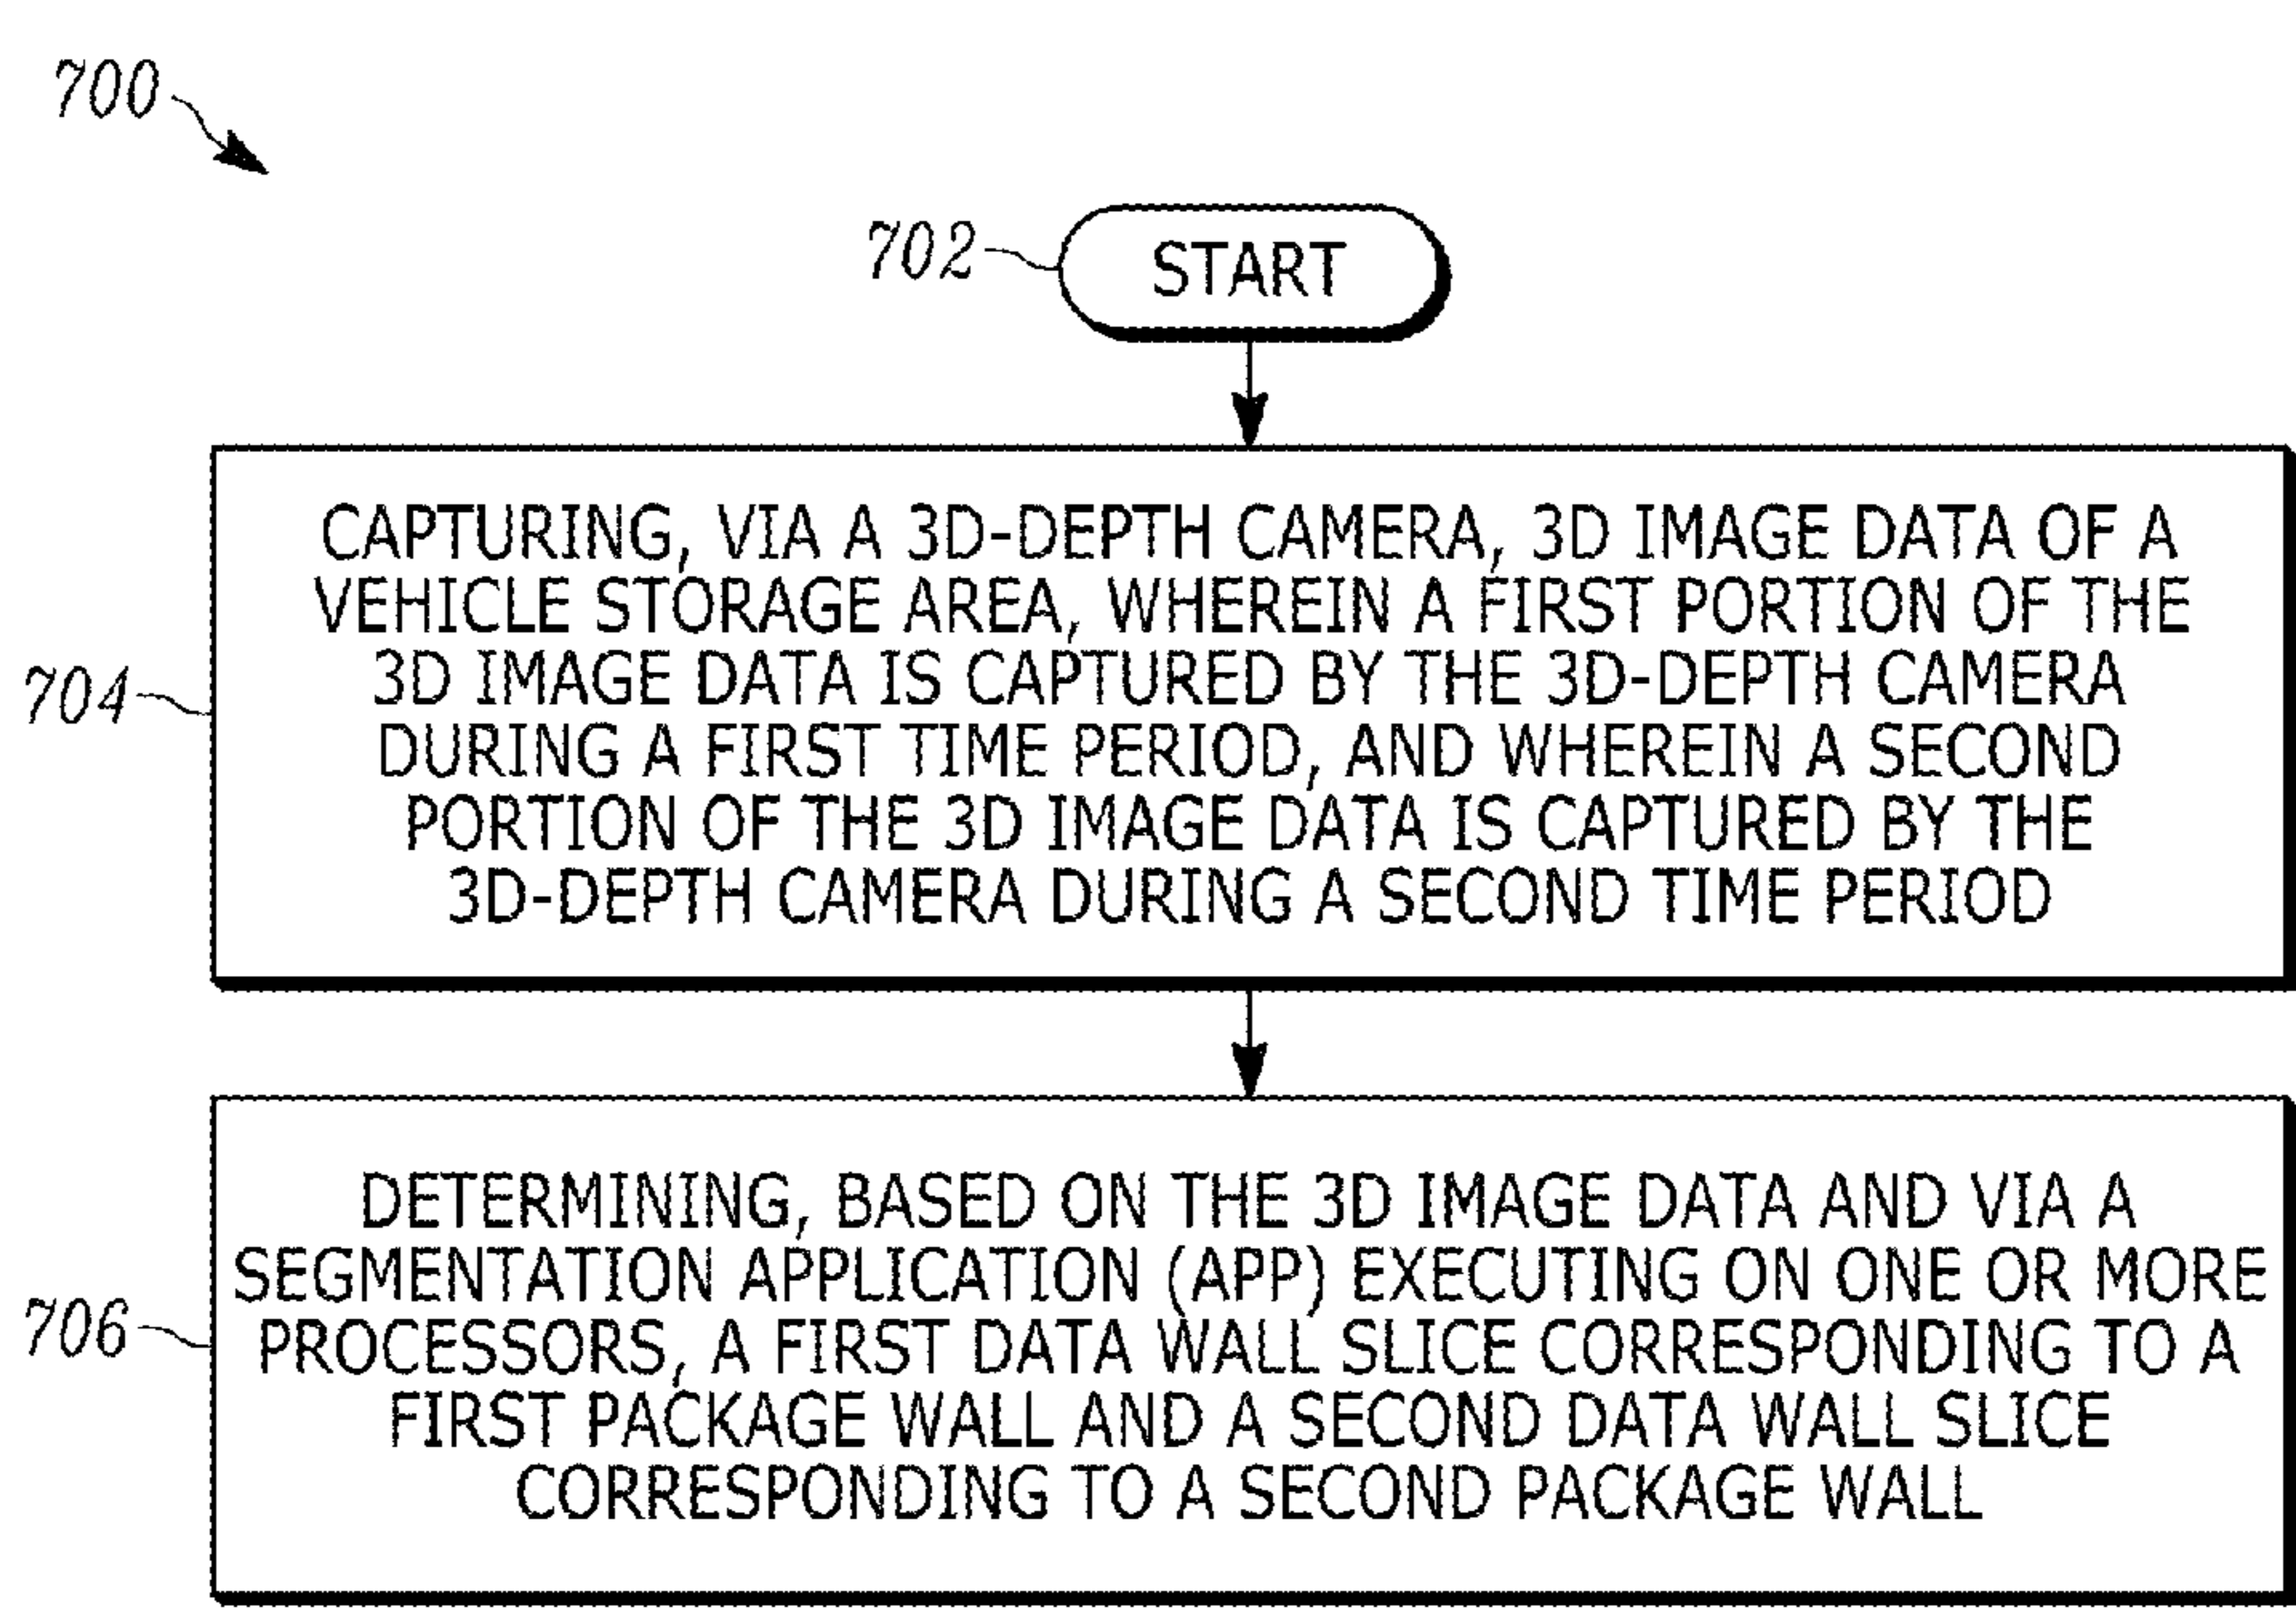 700
702
START
CAPTURING, VIA A 3D-DEPTH CAMERA, 3D IMAGE DATA OF A
VEHICLE STORAGE AREA, WHEREIN A FIRST PORTION OF THE
3D IMAGE DATA IS CAPTURED BY THE 3D-DEPTH CAMERA
704
DURING A FIRST TIME PERIOD, AND WHEREIN A SECOND
PORTION OF THE 3D IMAGE DATA IS CAPTURED BY THE
3D-DEPTH CAMERA DURING A SECOND TIME PERIOD
DETERMINING, BASED ON THE 3D IMAGE DATA AND VIA A
SEGMENTATION APPLICATION (APP) EXECUTING ON ONE OR MORE
706
PROCESSORS, A FIRST DATA WALL SLICE CORRESPONDING TO A
FIRST PACKAGE WALL AND A SECOND DATA WALL SLICE
CORRESPONDING TO A SECOND PACKAGE WALL